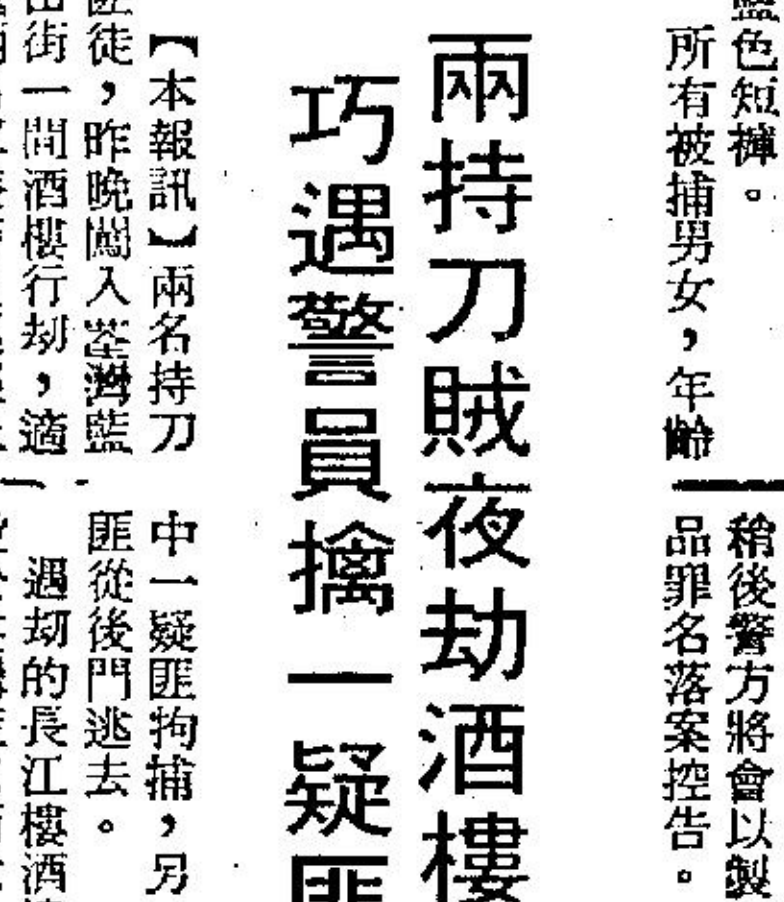 藍色短褲。
所有被捕男女，年齡
稍後警方將會以製
品罪名落案控告。
兩持刀賊夜劫酒樓
巧遇警員擒一疑匪
【本報訊】兩名持刀
匪徒，昨晚闖入荃灣藍
田街一間酒樓行劫，適
中一疑匪拘捕，另
匪從後門逃去。
遇劫的長江樓酒